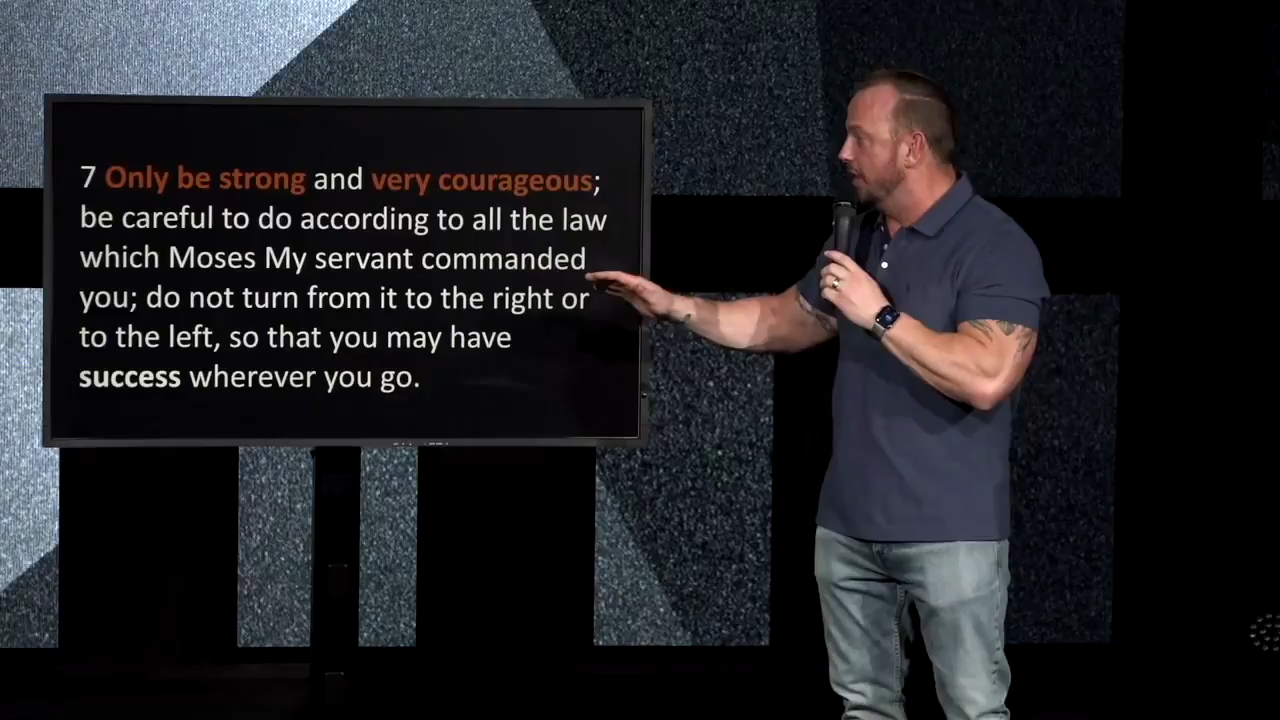 7 Only be strong and very courageous;
be careful to do according to all the law
which Moses My servant commanded
you; do not turn from it to the right or
to the left, so that you may have
success wherever you go.